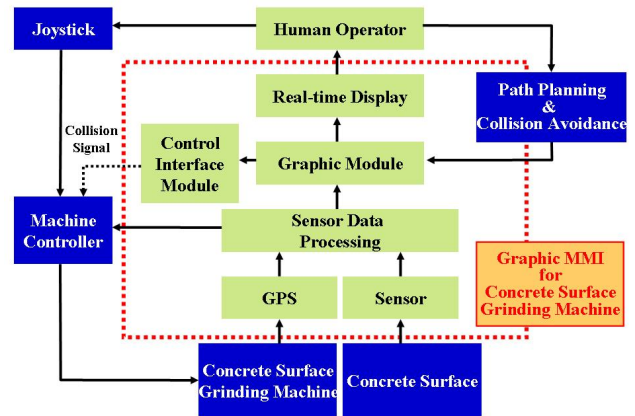 Joystick
Human Operator
Real-time Display
Path Planning
&
Collision Avoidance
Collision
Signal
Control
Interface
Module
Graphic Module
Machine
Controller
Sensor Data
Processing
Graphic MMI
for
Concrete Surface
Grinding Machine
GPS
Sensor
Concrete Surface
Grinding Machine
Concrete Surface